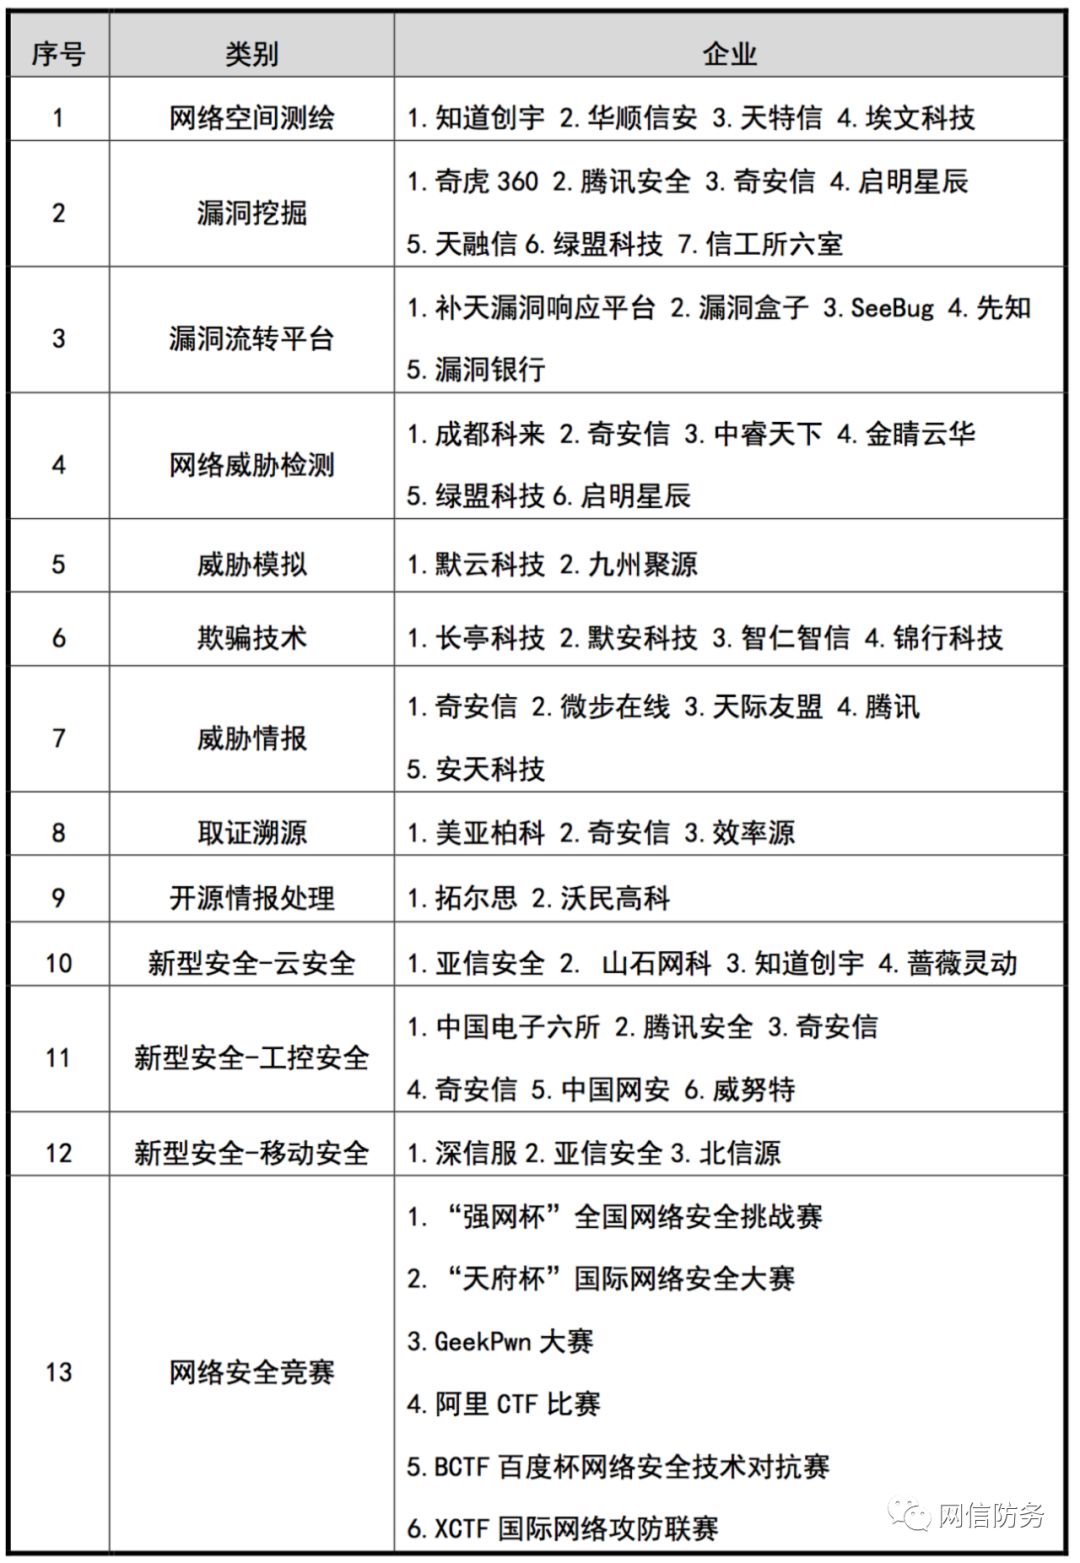 序号 类别 企业
1 网络空间测绘 1.知道创宇 2.华顺信安 3.天特信 4.埃文科技
2 漏洞挖掘 1.奇虎360 2.腾讯安全 3.奇安信 4.启明星辰
5.天融信 6.绿盟科技 7.信工所六室
3 漏洞流转平台 1.补天漏洞响应平台 2.漏洞盒子 3.SeeBug 4.先知
5.漏洞银行
4 网络威胁检测 1.成都科来 2.奇安信 3.中睿天下 4.金睛云华
5.绿盟科技 6.启明星辰
5 威胁模拟 1.默云科技 2.九州聚源
6 欺骗技术 1.长亭科技 2.默安科技 3.智仁智信 4.锦行科技
7 威胁情报 1.奇安信 2.微步在线 3.天际友盟 4.腾讯
5.安天科技
8 取证溯源 1.美亚柏科 2.奇安信 3.效率源
9 开源情报处理 1.拓尔思 2.沃民高科
10 新型安全-云安全 1.亚信安全 2. 山石网科 3.知道创宇 4.蔷薇灵动
11 新型安全-工控安全 1.中国电子六所 2.腾讯安全 3.奇安信
4.奇安信 5.中国网安 6.威努特
12 新型安全-移动安全 1.深信服 2.亚信安全 3.北信源
13 网络安全竞赛 1.“强网杯”全国网络安全挑战赛
2.“天府杯”国际网络安全大赛
3.GeekPwn 大赛
4.阿里 CTF 比赛
5.BCTF 百度杯网络安全技术对抗赛
6.XCTF 国际网络攻防联赛
网信防务